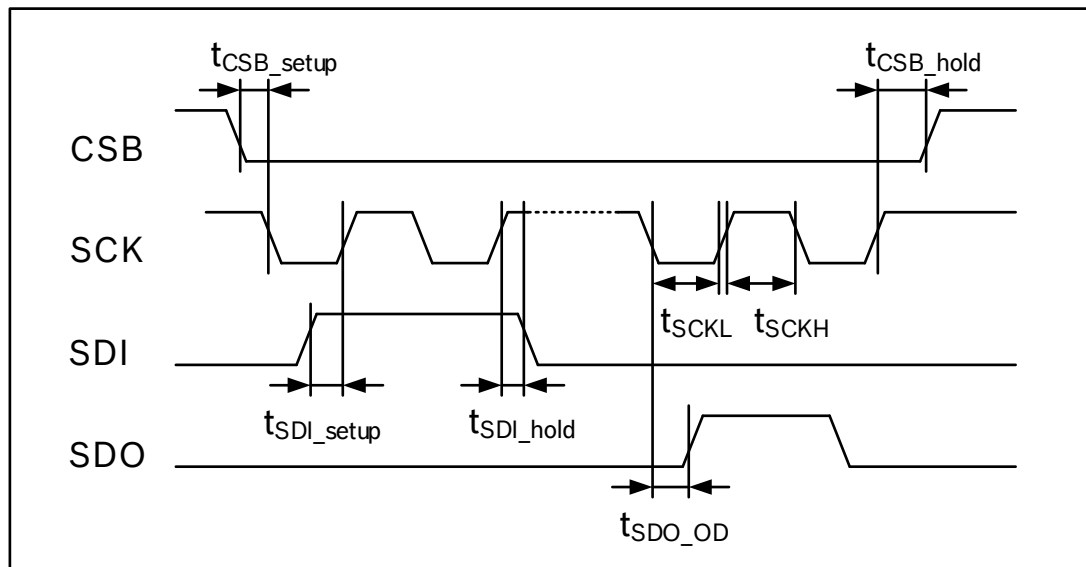 tCSB_setup
tCSB_hold
CSB
SCK
tSCKL
tSCKH
SDI
tSDI_setup
tSDI_hold
SDO
tSDO_OD